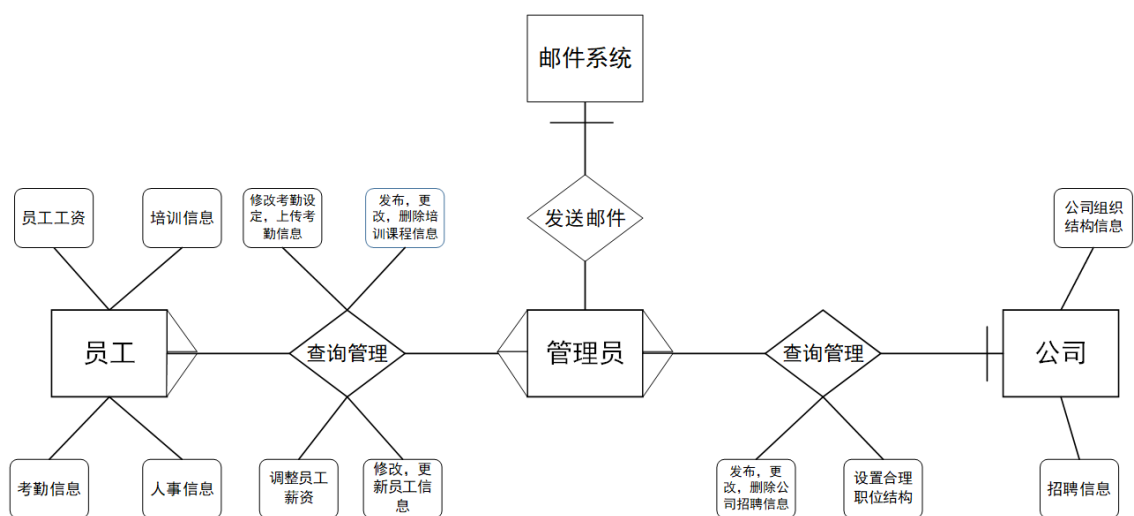 邮件系统
发送邮件
员工工资
培训信息
修改考勤设
定，上传考
勤信息
发布，更
改，删除培
训课程信息
公司组织
结构信息
员工
查询管理
管理员
查询管理
公司
考勤信息
人事信息
调整员工
薪资
修改，更
新员工信
息
发布，更
改，删除公
司招聘信息
设置合理
职位结构
招聘信息